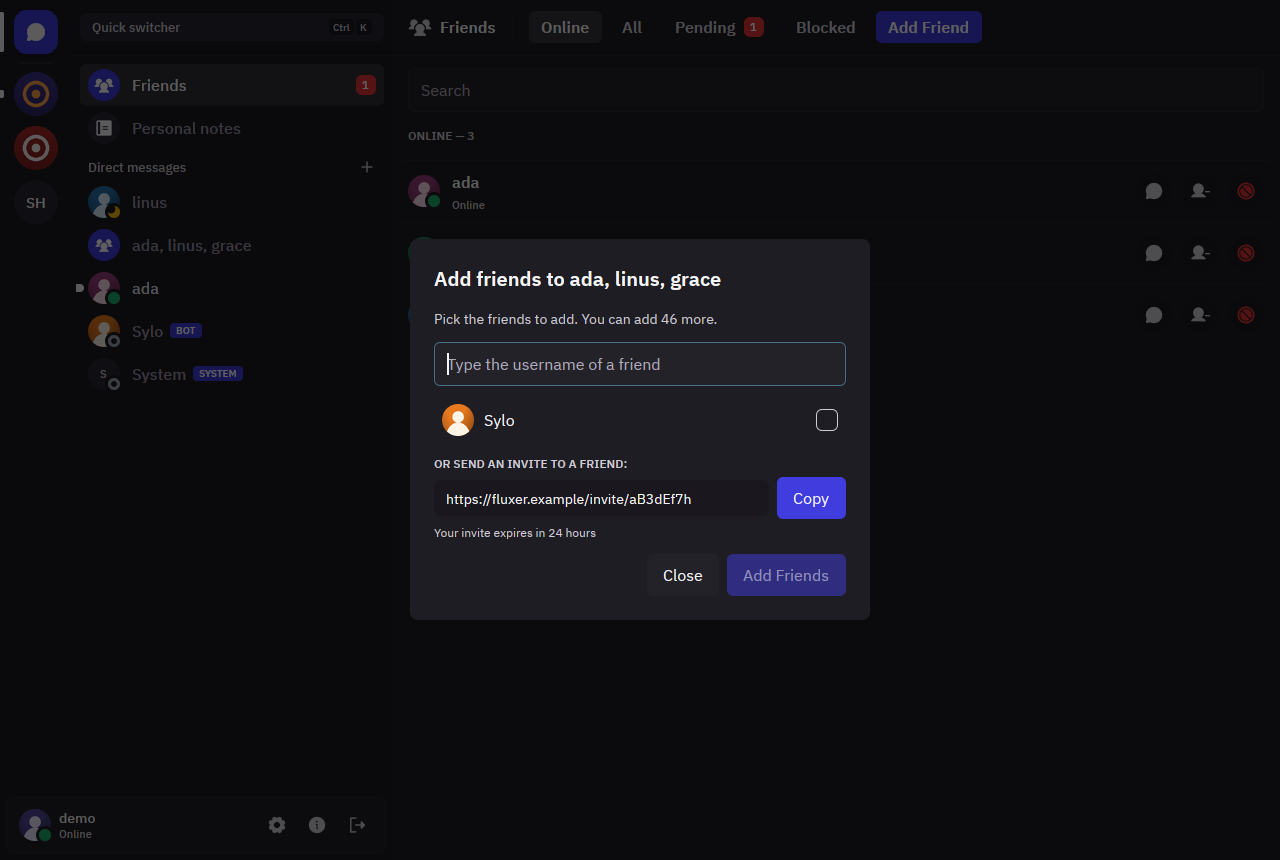 Quick switcher Ctrl K
Friends Online All Pending 1 Blocked Add Friend
Friends 1
Search
Personal notes
ONLINE — 3
Direct messages
SH
linus
ada
Online
ada, linus, grace
ada
Sylo BOT
S System SYSTEM
Add friends to ada, linus, grace
Pick the friends to add. You can add 46 more.
Type the username of a friend
Sylo
OR SEND AN INVITE TO A FRIEND:
https://fluxer.example/invite/aB3dEf7h Copy
Your invite expires in 24 hours
Close Add Friends
demo
Online